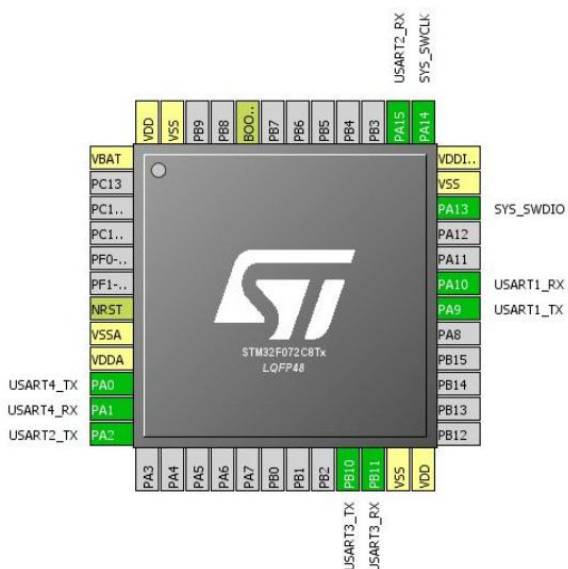 USART2_RX
SYS_SWCLK
VDD
VSS
PB9
PB8
BOO..
PB7
PB6
PB5
PB4
PB3
PA15
PA14
VBAT
PC13
PC1..
PC1..
PF0-..
PF1-..
NRST
VSSA
VDDA
USART4_TX PA0
USART4_RX PA1
USART2_TX PA2
VDDI..
VSS
PA13 SYS_SWDIO
PA12
PA11
PA10 USART1_RX
PA9 USART1_TX
PA8
PB15
PB14
PB13
PB12
ST
STM32F072C8Tx
LQFP48
PA3
PA4
PA5
PA6
PA7
PB0
PB1
PB2
PB10
PB11
VSS
VDD
USART3_TX
USART3_RX